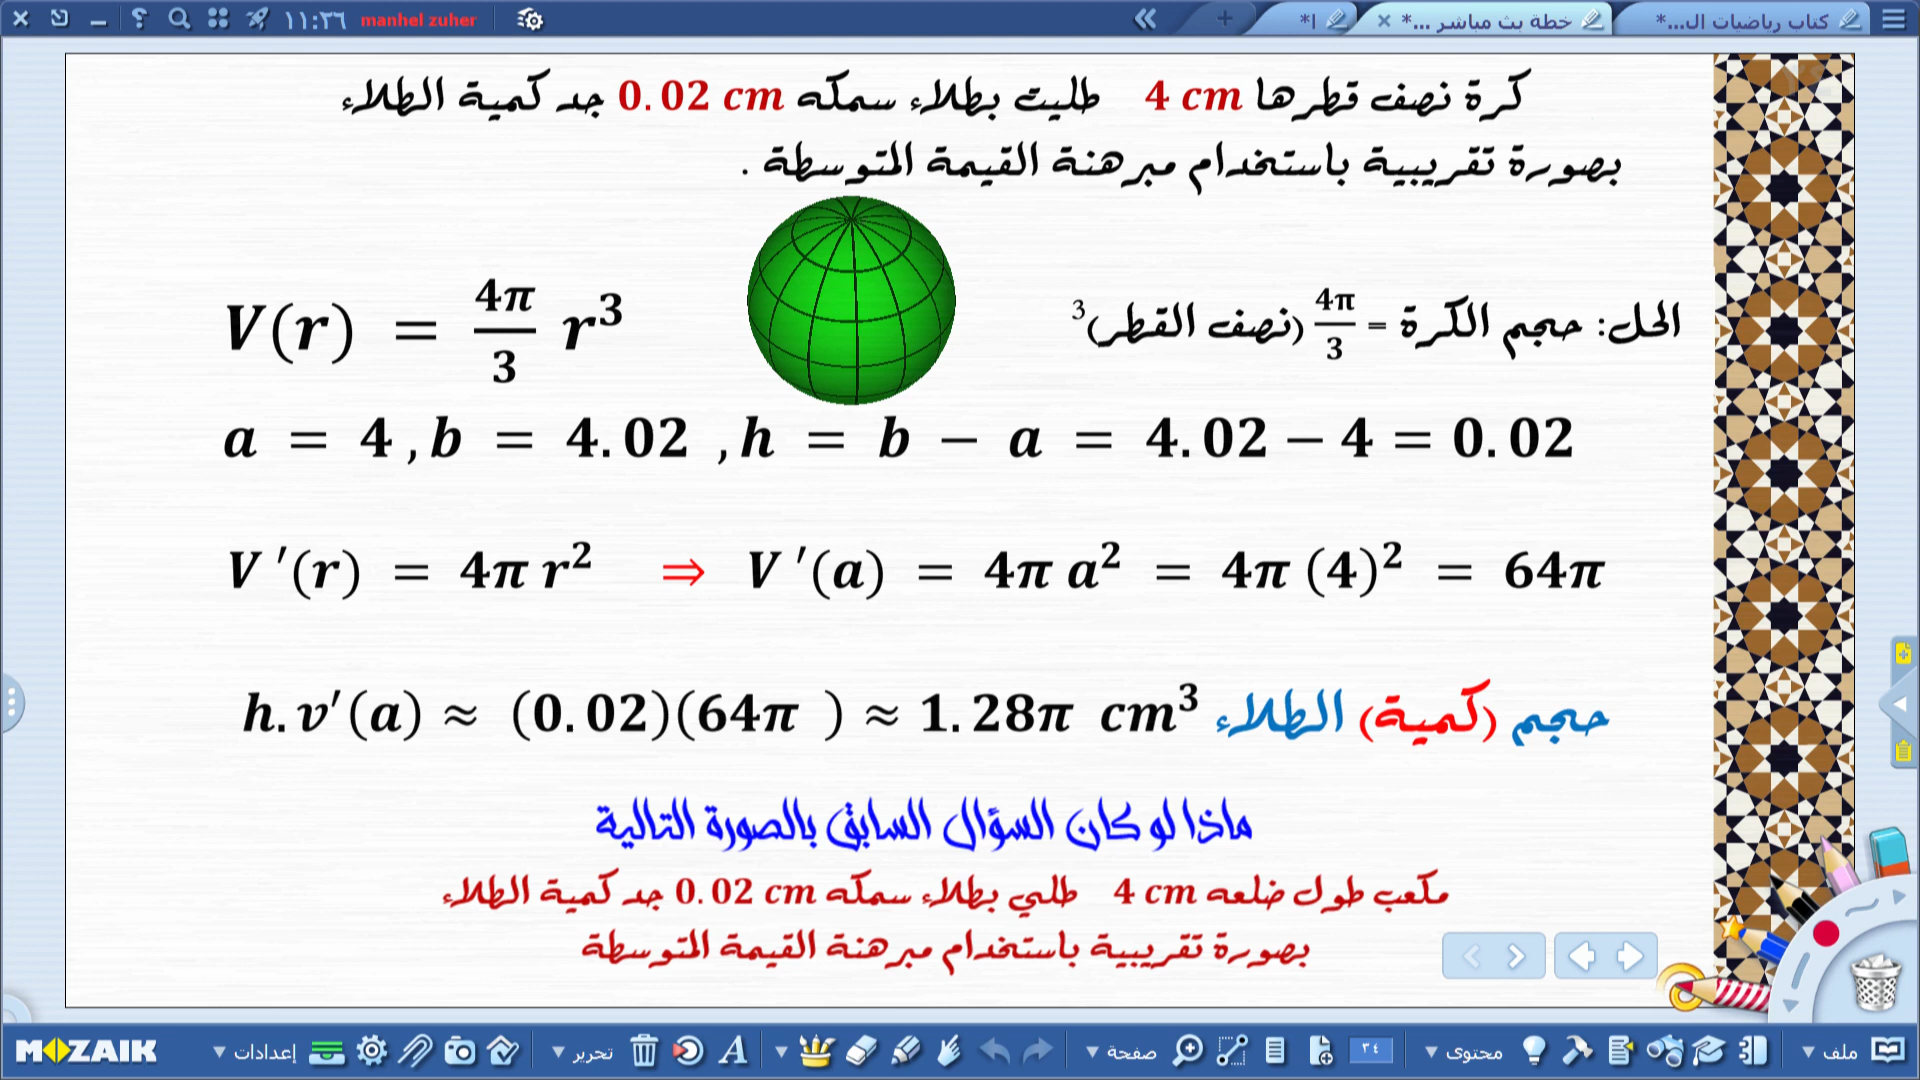 manhel zuher ١١:٣٦
كتاب رياضيات ال...* خطة بث مباشر ...* ا*
كرة نصف قطرها 4 cm طليت بطلاء سمكه 0.02 cm جد كمية الطلاء
بصورة تقريبية باستخدام مبرهنة القيمة المتوسطة .
الحل: حجم الكرة = 4π/3 (نصف القطر)³
V(r) = 4π/3 r³
a = 4 , b = 4.02 , h = b − a = 4.02 − 4 = 0.02
V ′(r) = 4π r² ⇒ V ′(a) = 4π a² = 4π (4)² = 64π
حجم (كمية) الطلاء h.v′(a) ≈ (0.02)(64π ) ≈ 1.28π cm³
ماذا لو كان السؤال السابق بالصورة التالية
مكعب طول ضلعه 4 cm طلي بطلاء سمكه 0.02 cm جد كمية الطلاء
بصورة تقريبية باستخدام مبرهنة القيمة المتوسطة
ملف محتوى ٣٤ صفحة تحرير إعدادات MOZAIK